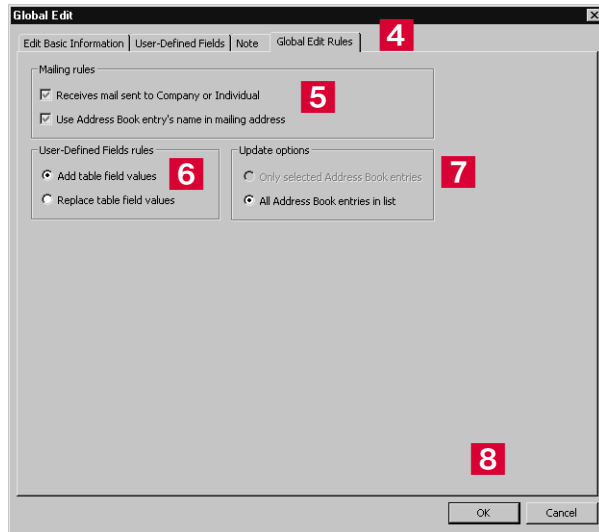 Global Edit
Edit Basic Information User-Defined Fields Note Global Edit Rules 4
Mailing rules
Receives mail sent to Company or Individual 5
Use Address Book entry's name in mailing address
User-Defined Fields rules
Add table field values 6
Replace table field values
Update options
Only selected Address Book entries 7
All Address Book entries in list
8
OK Cancel